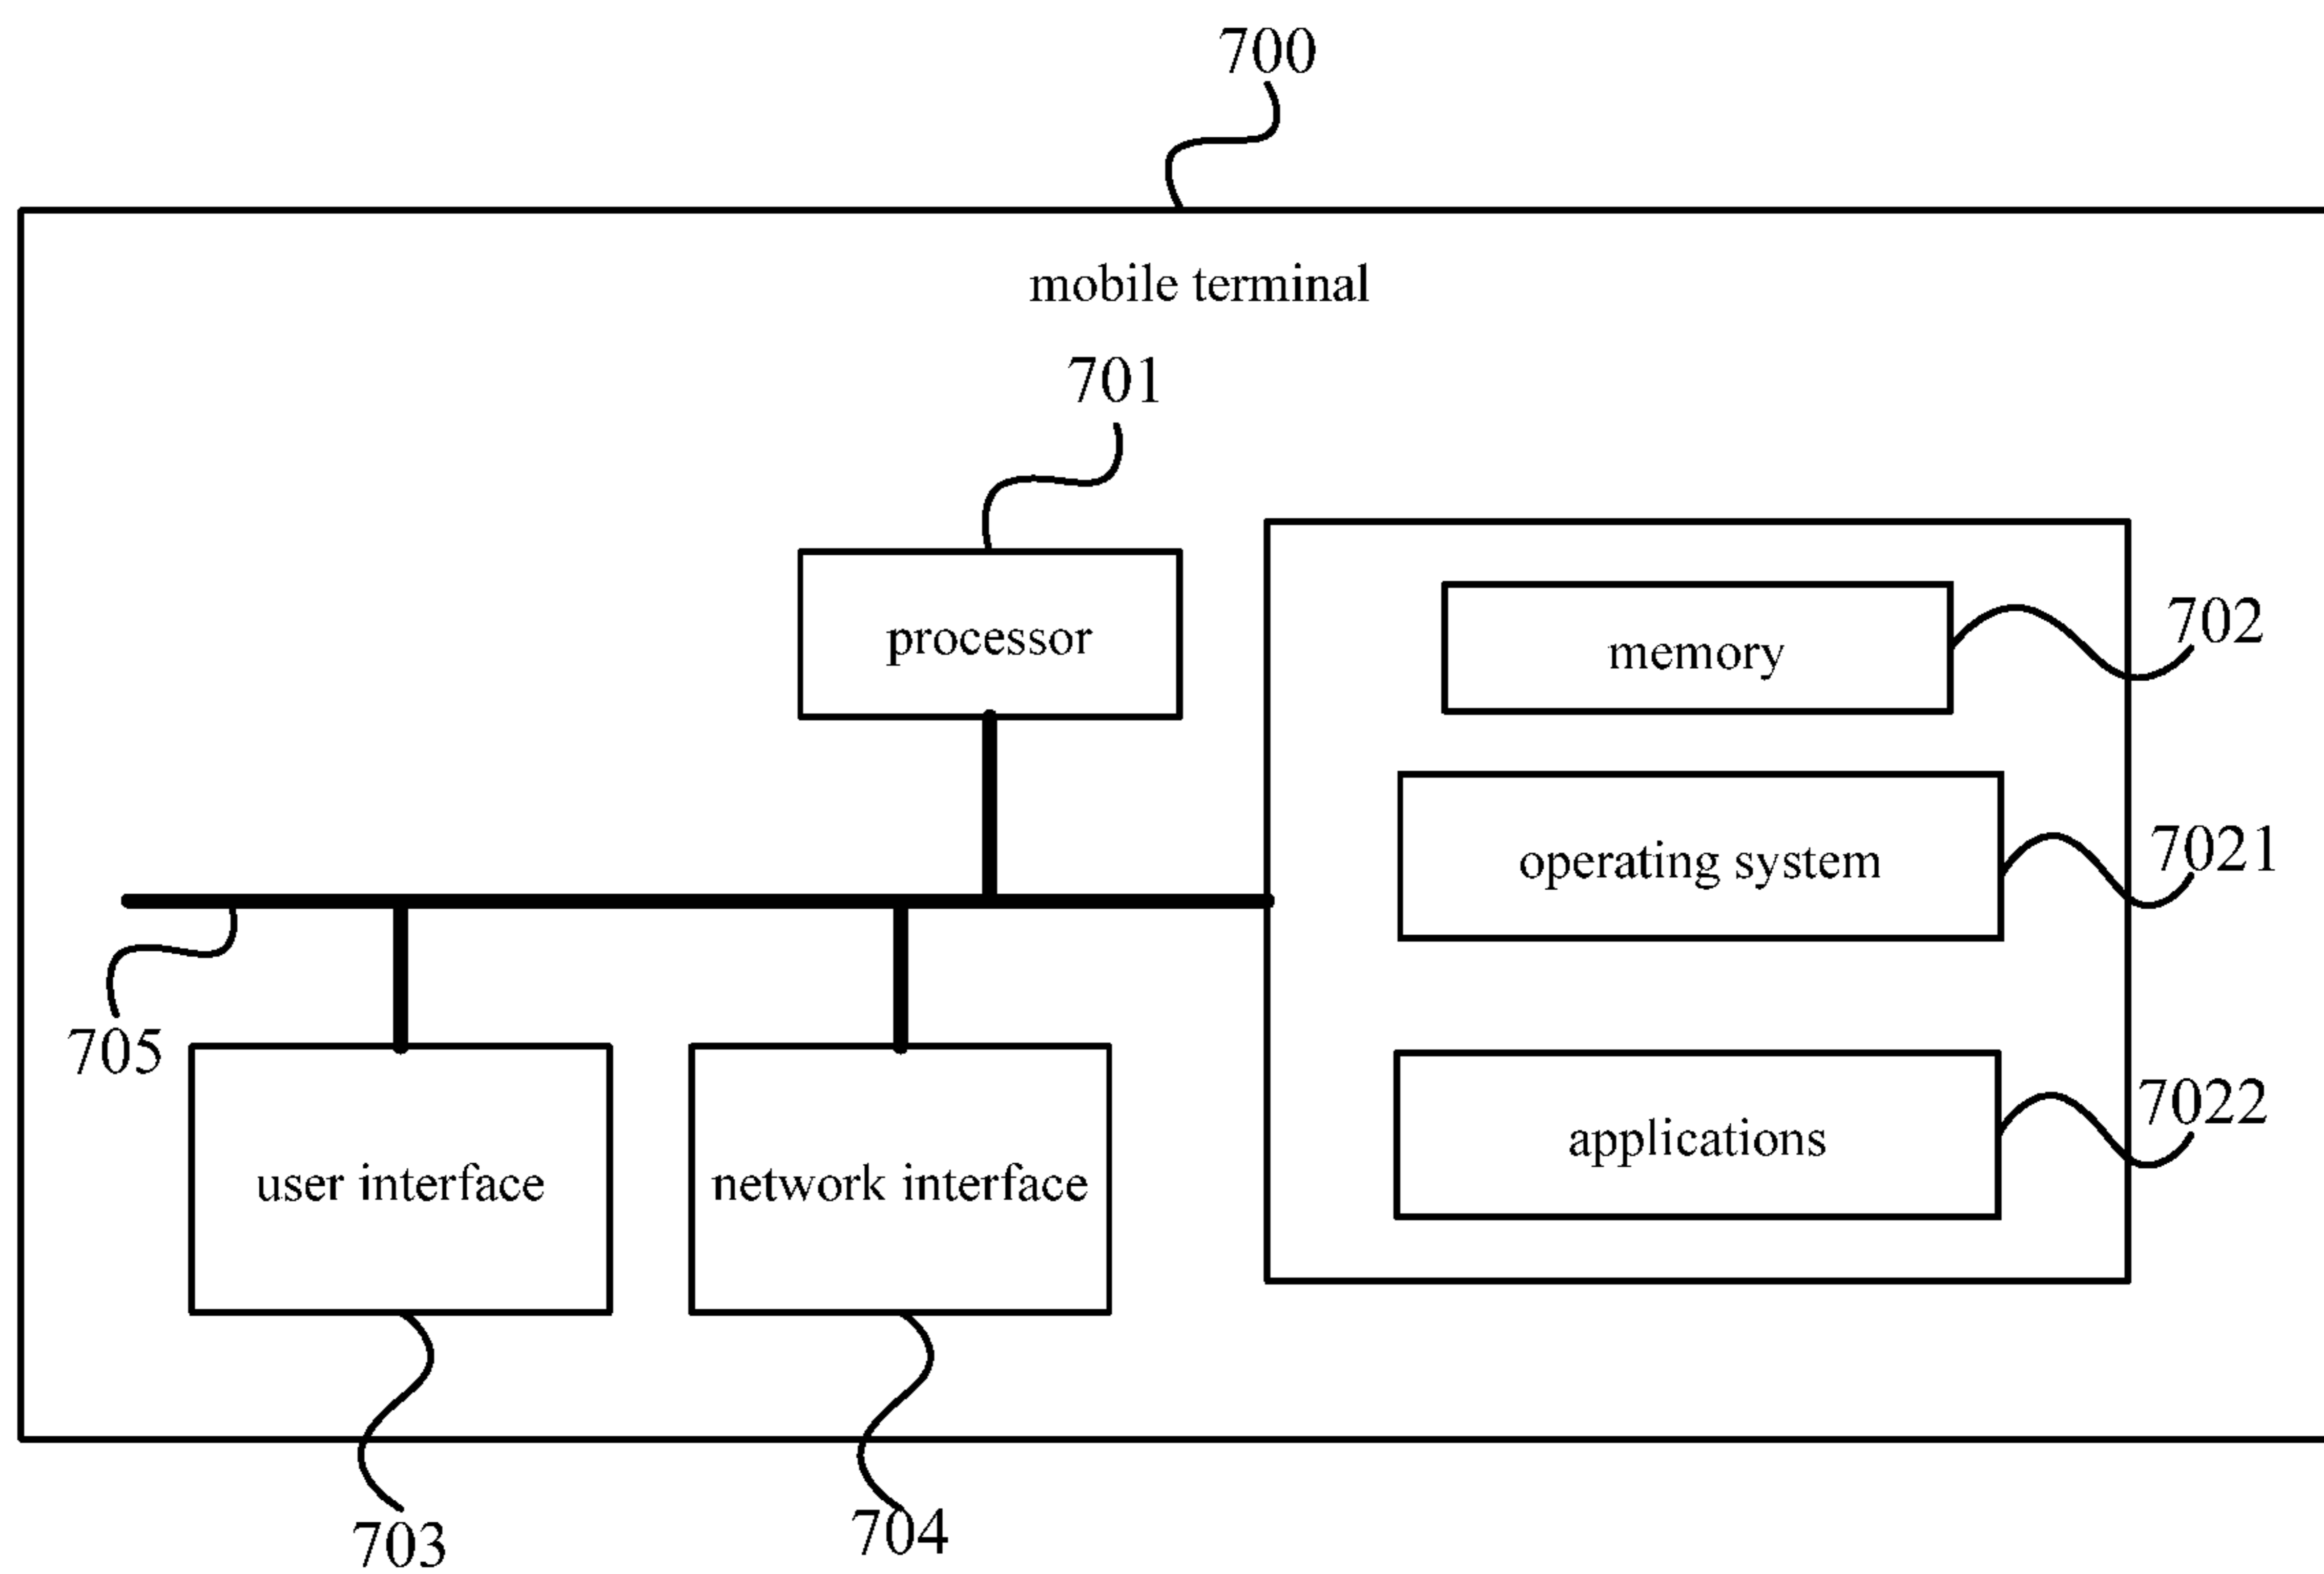 700
mobile terminal
701
processor
memory
702
operating system
7021
705
applications
7022
user interface
network interface
703
704